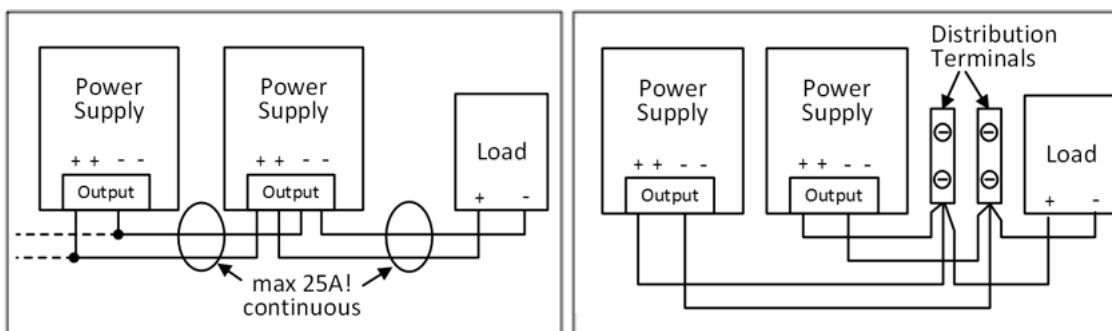 Power
Supply
+ + - -
Output
Power
Supply
+ + - -
Output
Load
+ -
max 25A!
continuous
Distribution
Terminals
Power
Supply
+ + - -
Output
Power
Supply
+ + - -
Output
Load
+ -